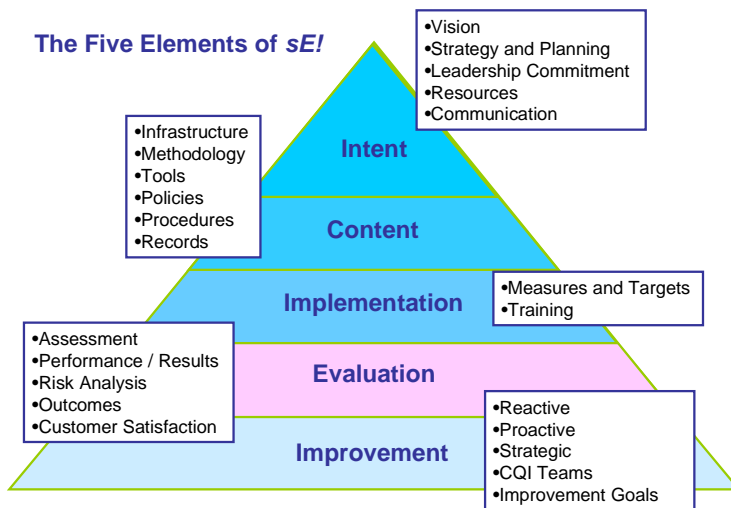 The Five Elements of sE!
•Vision
•Strategy and Planning
•Leadership Commitment
•Resources
•Communication
Intent
•Infrastructure
•Methodology
•Tools
•Policies
•Procedures
•Records
Content
Implementation
•Measures and Targets
•Training
•Assessment
•Performance / Results
•Risk Analysis
•Outcomes
•Customer Satisfaction
Evaluation
Improvement
•Reactive
•Proactive
•Strategic
•CQI Teams
•Improvement Goals